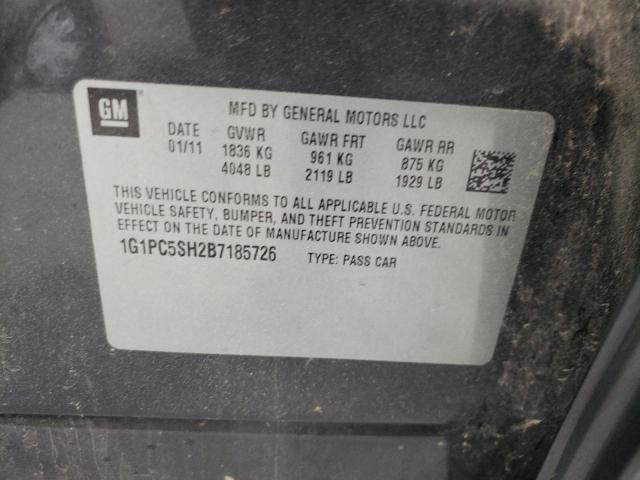 GM
MFD BY GENERAL MOTORS LLC
DATE GVWR GAWR FRT GAWR RR
01/11 1836 KG 961 KG 875 KG
4048 LB 2119 LB 1929 LB
THIS VEHICLE CONFORMS TO ALL APPLICABLE U.S. FEDERAL MOTOR
VEHICLE SAFETY, BUMPER, AND THEFT PREVENTION STANDARDS IN
EFFECT ON THE DATE OF MANUFACTURE SHOWN ABOVE.
1G1PC5SH2B7185726 TYPE: PASS CAR